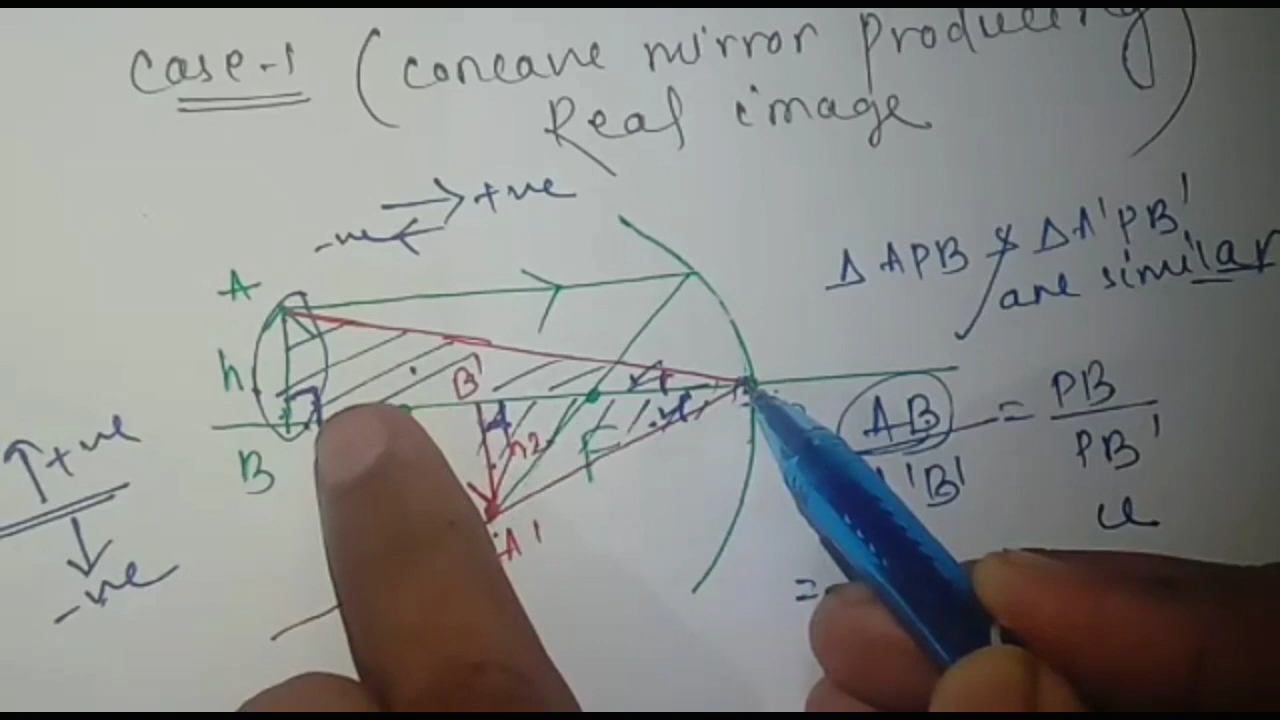 Case-1 (concave mirror producing
Real image
→ +ve
-ve ←
Δ APB & Δ A'PB'
are similar
A
h
B
B'
h2
A'
F
↑ +ve
↓
-ve
AB = PB
'B' PB'
u
=